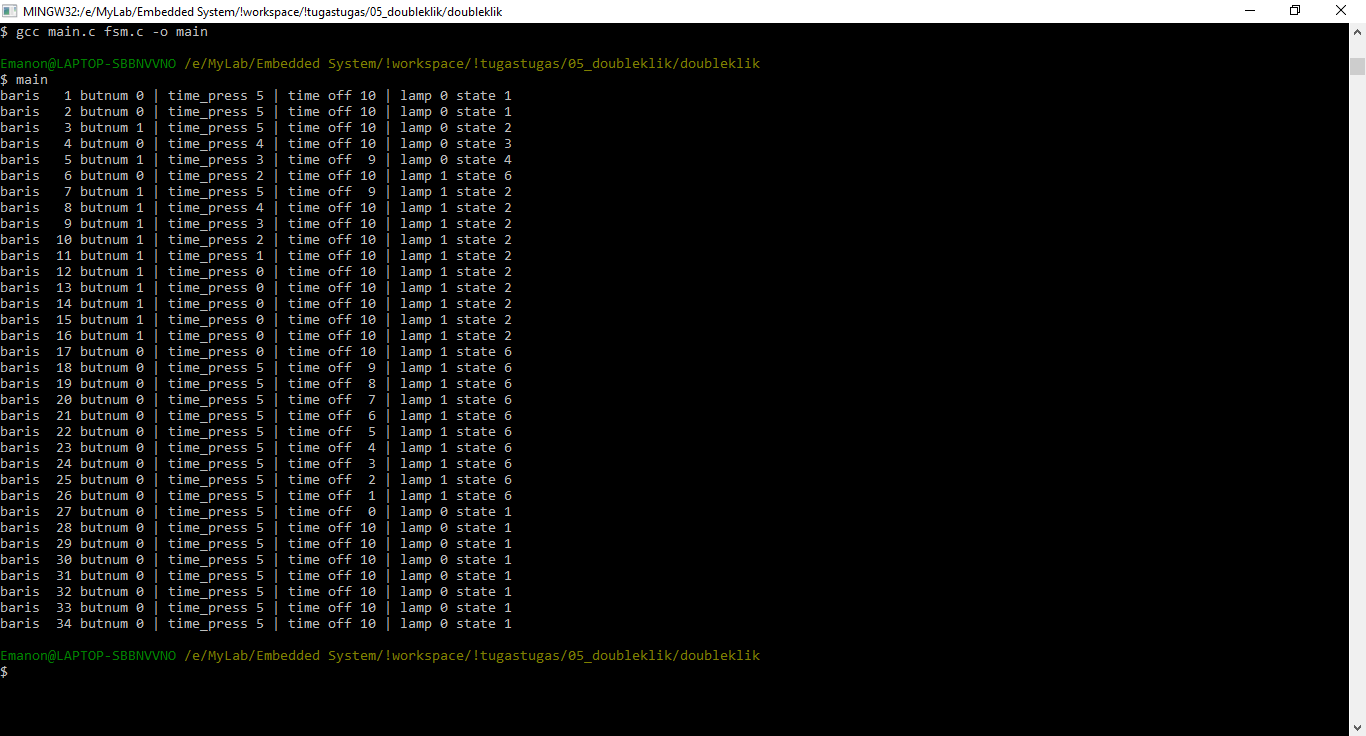 MINGW32:/e/MyLab/Embedded System/!workspace/!tugastugas/05_doubleklik/doubleklik
$ gcc main.c fsm.c -o main
Emanon@LAPTOP-SBBNVVNO /e/MyLab/Embedded System/!workspace/!tugastugas/05_doubleklik/doubleklik
$ main
baris   1 butnum 0 | time_press 5 | time off 10 | lamp 0 state 1
baris   2 butnum 0 | time_press 5 | time off 10 | lamp 0 state 1
baris   3 butnum 1 | time_press 5 | time off 10 | lamp 0 state 2
baris   4 butnum 0 | time_press 4 | time off 10 | lamp 0 state 3
baris   5 butnum 1 | time_press 3 | time off  9 | lamp 0 state 4
baris   6 butnum 0 | time_press 2 | time off 10 | lamp 1 state 6
baris   7 butnum 1 | time_press 5 | time off  9 | lamp 1 state 2
baris   8 butnum 1 | time_press 4 | time off 10 | lamp 1 state 2
baris   9 butnum 1 | time_press 3 | time off 10 | lamp 1 state 2
baris  10 butnum 1 | time_press 2 | time off 10 | lamp 1 state 2
baris  11 butnum 1 | time_press 1 | time off 10 | lamp 1 state 2
baris  12 butnum 1 | time_press 0 | time off 10 | lamp 1 state 2
baris  13 butnum 1 | time_press 0 | time off 10 | lamp 1 state 2
baris  14 butnum 1 | time_press 0 | time off 10 | lamp 1 state 2
baris  15 butnum 1 | time_press 0 | time off 10 | lamp 1 state 2
baris  16 butnum 1 | time_press 0 | time off 10 | lamp 1 state 2
baris  17 butnum 0 | time_press 0 | time off 10 | lamp 1 state 6
baris  18 butnum 0 | time_press 5 | time off  9 | lamp 1 state 6
baris  19 butnum 0 | time_press 5 | time off  8 | lamp 1 state 6
baris  20 butnum 0 | time_press 5 | time off  7 | lamp 1 state 6
baris  21 butnum 0 | time_press 5 | time off  6 | lamp 1 state 6
baris  22 butnum 0 | time_press 5 | time off  5 | lamp 1 state 6
baris  23 butnum 0 | time_press 5 | time off  4 | lamp 1 state 6
baris  24 butnum 0 | time_press 5 | time off  3 | lamp 1 state 6
baris  25 butnum 0 | time_press 5 | time off  2 | lamp 1 state 6
baris  26 butnum 0 | time_press 5 | time off  1 | lamp 1 state 6
baris  27 butnum 0 | time_press 5 | time off  0 | lamp 0 state 1
baris  28 butnum 0 | time_press 5 | time off 10 | lamp 0 state 1
baris  29 butnum 0 | time_press 5 | time off 10 | lamp 0 state 1
baris  30 butnum 0 | time_press 5 | time off 10 | lamp 0 state 1
baris  31 butnum 0 | time_press 5 | time off 10 | lamp 0 state 1
baris  32 butnum 0 | time_press 5 | time off 10 | lamp 0 state 1
baris  33 butnum 0 | time_press 5 | time off 10 | lamp 0 state 1
baris  34 butnum 0 | time_press 5 | time off 10 | lamp 0 state 1
Emanon@LAPTOP-SBBNVVNO /e/MyLab/Embedded System/!workspace/!tugastugas/05_doubleklik/doubleklik
$